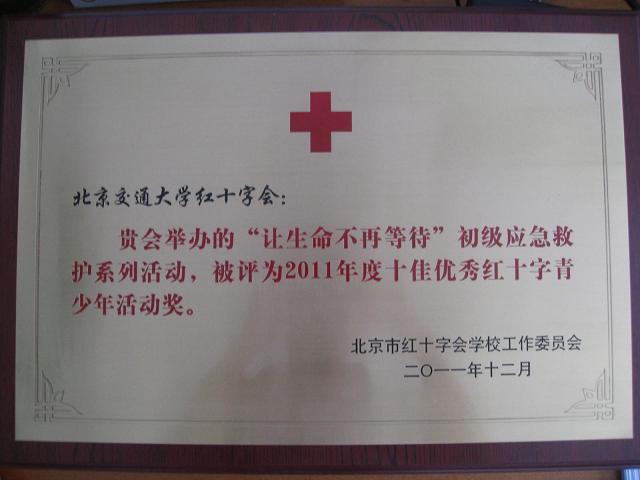 北京交通大学红十字会：
贵会举办的“让生命不再等待”初级应急救
护系列活动，被评为2011年度十佳优秀红十字青
少年活动奖。
北京市红十字会学校工作委员会
二〇一一年十二月